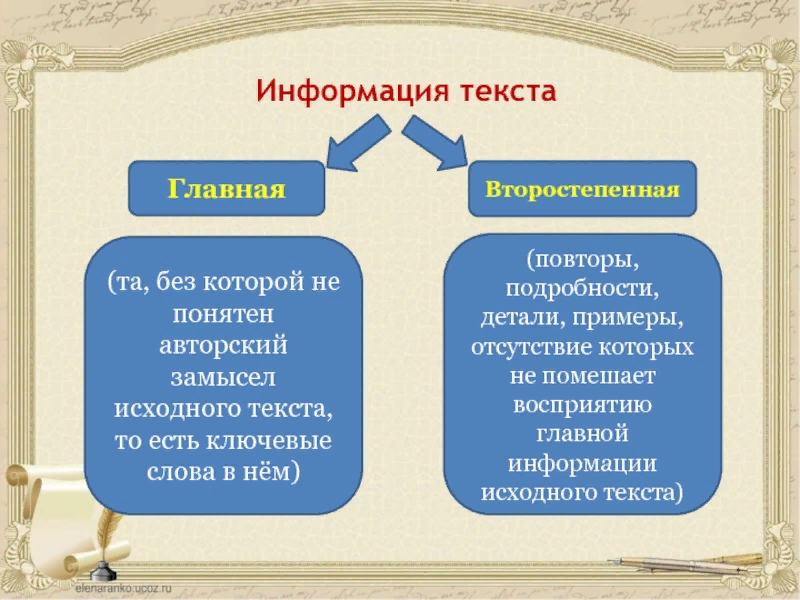 Информация текста
Главная
Второстепенная
(та, без которой не
понятен
авторский
замысел
исходного текста,
то есть ключевые
слова в нём)
(повторы,
подробности,
детали, примеры,
отсутствие которых
не помешает
восприятию
главной
информации
исходного текста)
elenaranko.ucoz.ru